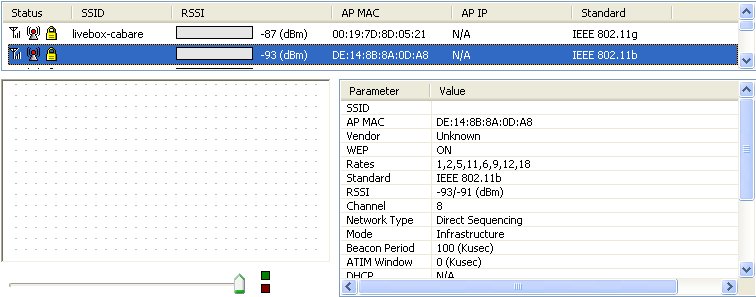 Status SSID RSSI AP MAC AP IP Standard
livebox-cabare -87 (dBm) 00:19:7D:8D:05:21 N/A IEEE 802.11g
-93 (dBm) DE:14:8B:8A:0D:A8 N/A IEEE 802.11b
Parameter Value
SSID
AP MAC DE:14:8B:8A:0D:A8
Vendor Unknown
WEP ON
Rates 1,2,5,11,6,9,12,18
Standard IEEE 802.11b
RSSI -93/-91 (dBm)
Channel 8
Network Type Direct Sequencing
Mode Infrastructure
Beacon Period 100 (Kusec)
ATIM Window 0 (Kusec)
DHCP N/A